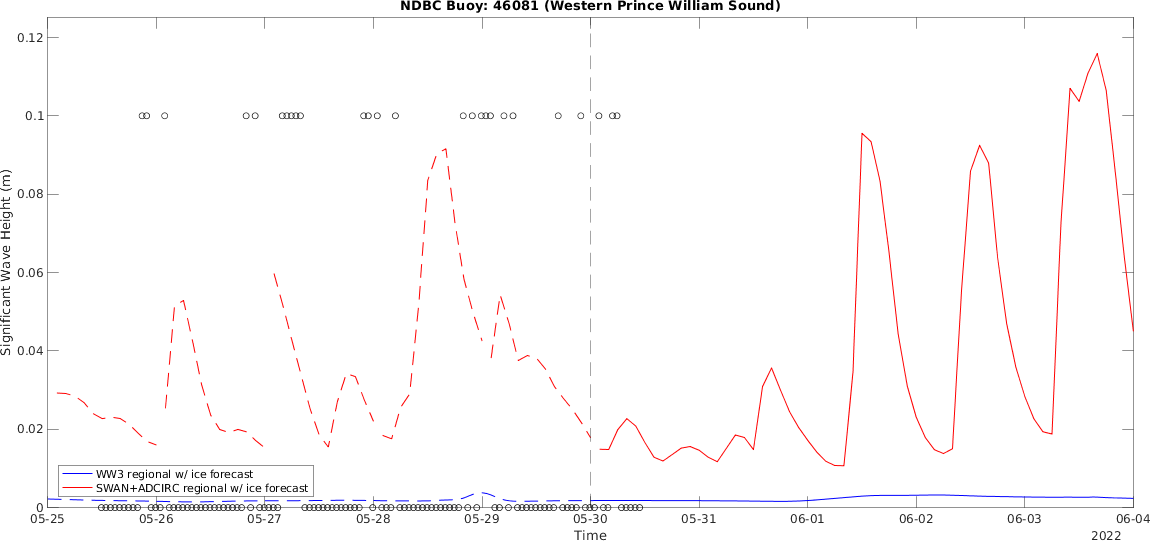 NDBC Buoy: 46081 (Western Prince William Sound)
0.12
0.1
0.08
0.06
0.04
0.02
0
Significant Wave Height (m)
WW3 regional w/ ice forecast
SWAN+ADCIRC regional w/ ice forecast
05-25 05-26 05-27 05-28 05-29 05-30 05-31 06-01 06-02 06-03 06-04
Time
2022